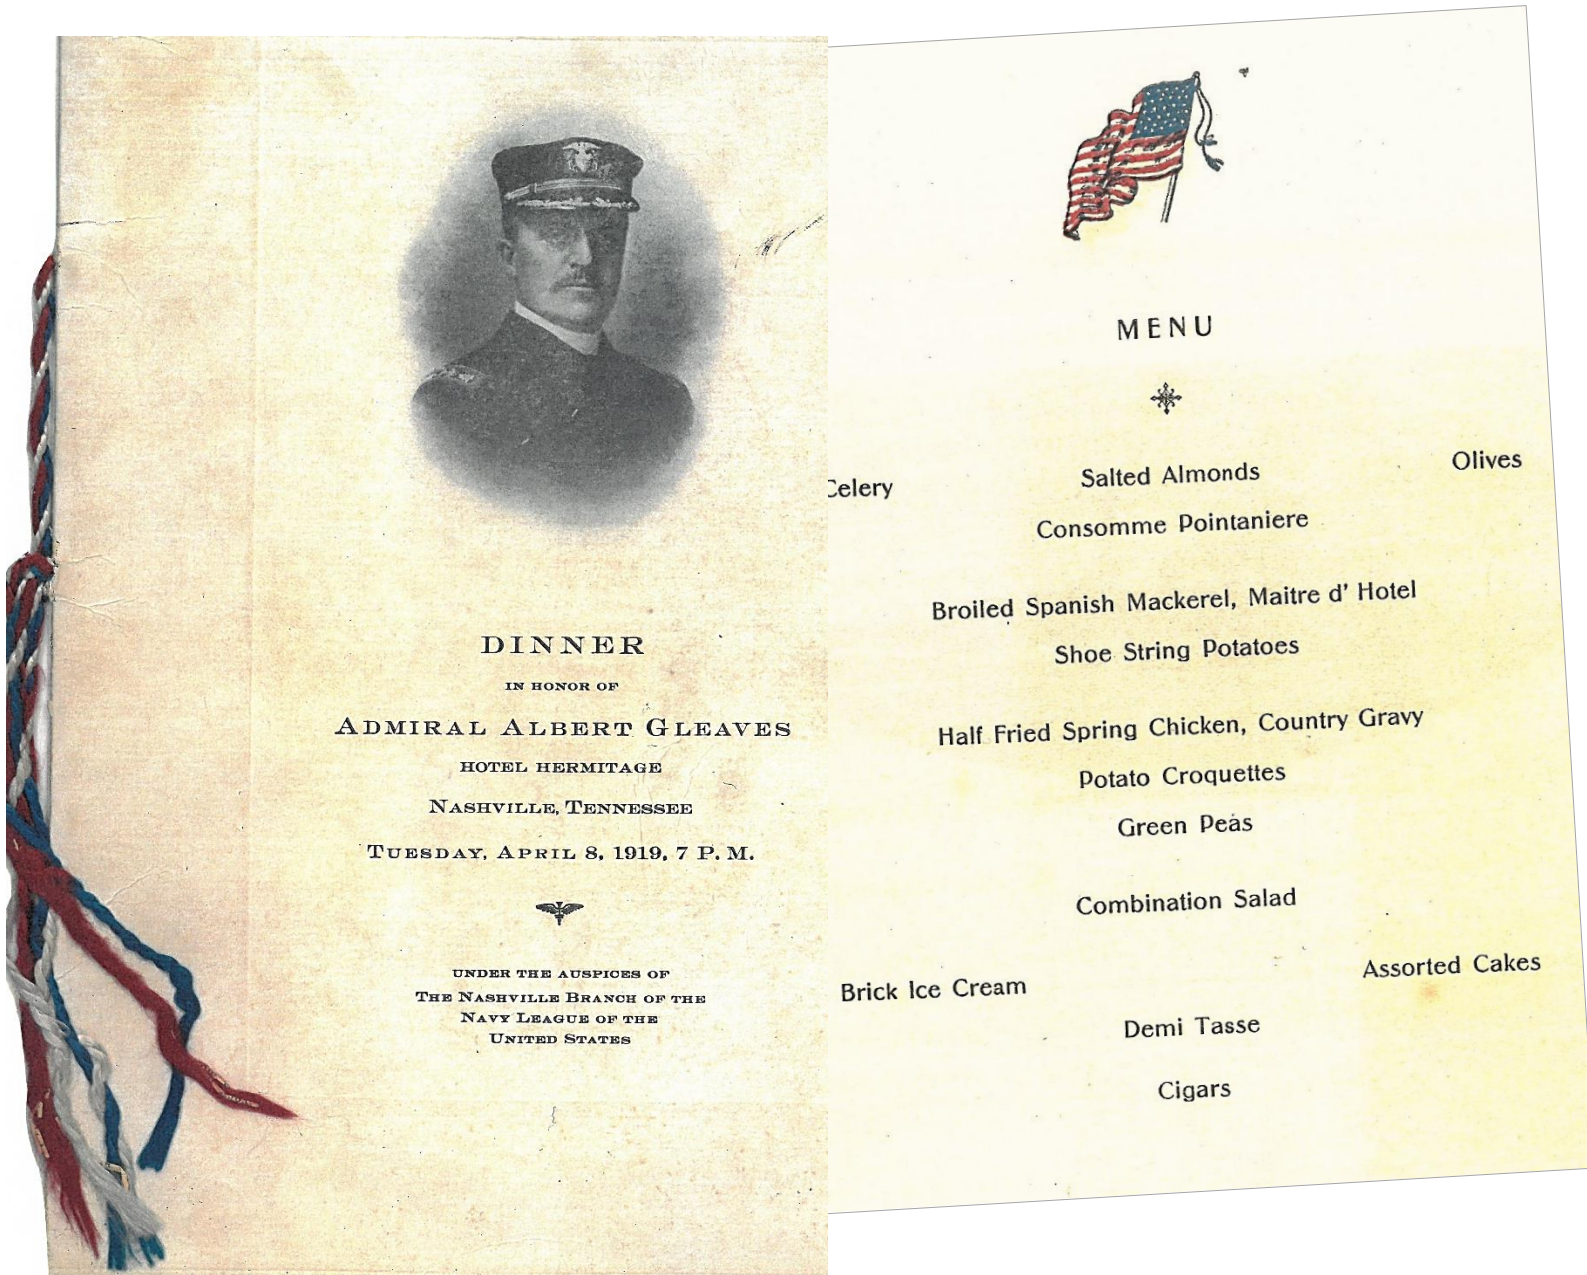 DINNER
IN HONOR OF
ADMIRAL ALBERT GLEAVES
HOTEL HERMITAGE
NASHVILLE, TENNESSEE
TUESDAY, APRIL 8, 1919, 7 P. M.
UNDER THE AUSPICES OF
THE NASHVILLE BRANCH OF THE
NAVY LEAGUE OF THE
UNITED STATES
MENU
Celery Salted Almonds Olives
Consomme Pointaniere
Broiled Spanish Mackerel, Maitre d' Hotel
Shoe String Potatoes
Half Fried Spring Chicken, Country Gravy
Potato Croquettes
Green Peas
Combination Salad
Brick Ice Cream Assorted Cakes
Demi Tasse
Cigars